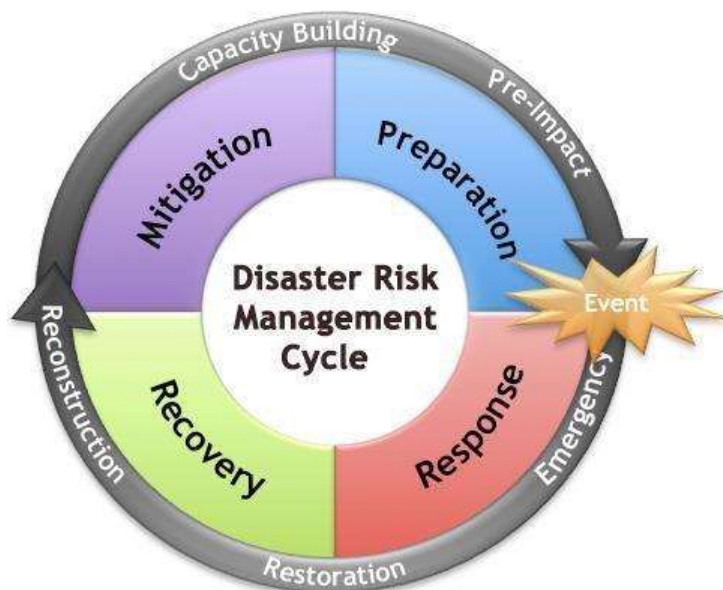 Capacity Building
Pre-Impact
Mitigation
Preparation
Disaster Risk
Management
Cycle
Event
Reconstruction
Recovery
Response
Emergency
Restoration